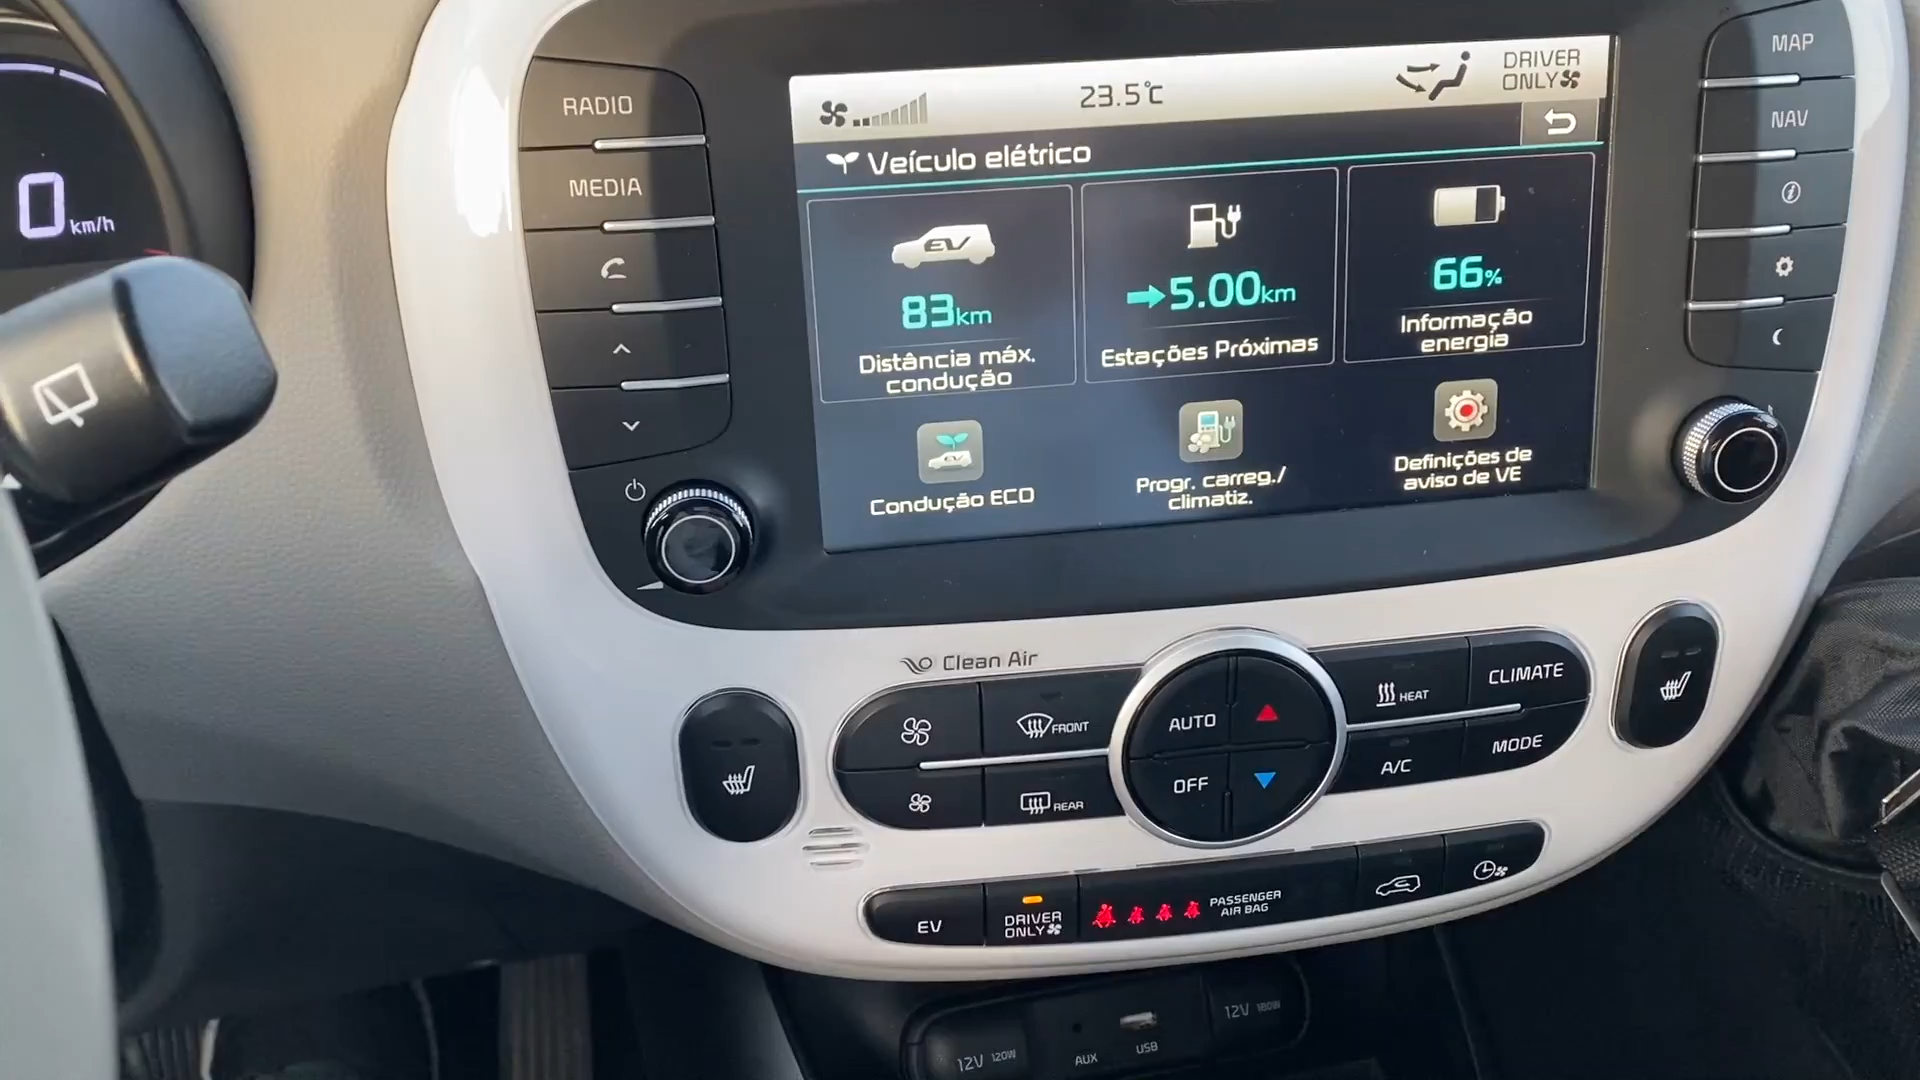 0 km/h
RADIO
MEDIA
23.5°C
DRIVER
ONLY
Veículo elétrico
EV
83km
Distância máx.
condução
5.00km
Estações Próximas
66%
Informação
energia
EV
Condução ECO
Progr. carreg./
climatiz.
Definições de
aviso de VE
MAP
NAV
Clean Air
FRONT
REAR
AUTO
OFF
HEAT
CLIMATE
A/C
MODE
EV
DRIVER
ONLY
PASSENGER
AIR BAG
12V 120W
AUX
USB
12V 180W